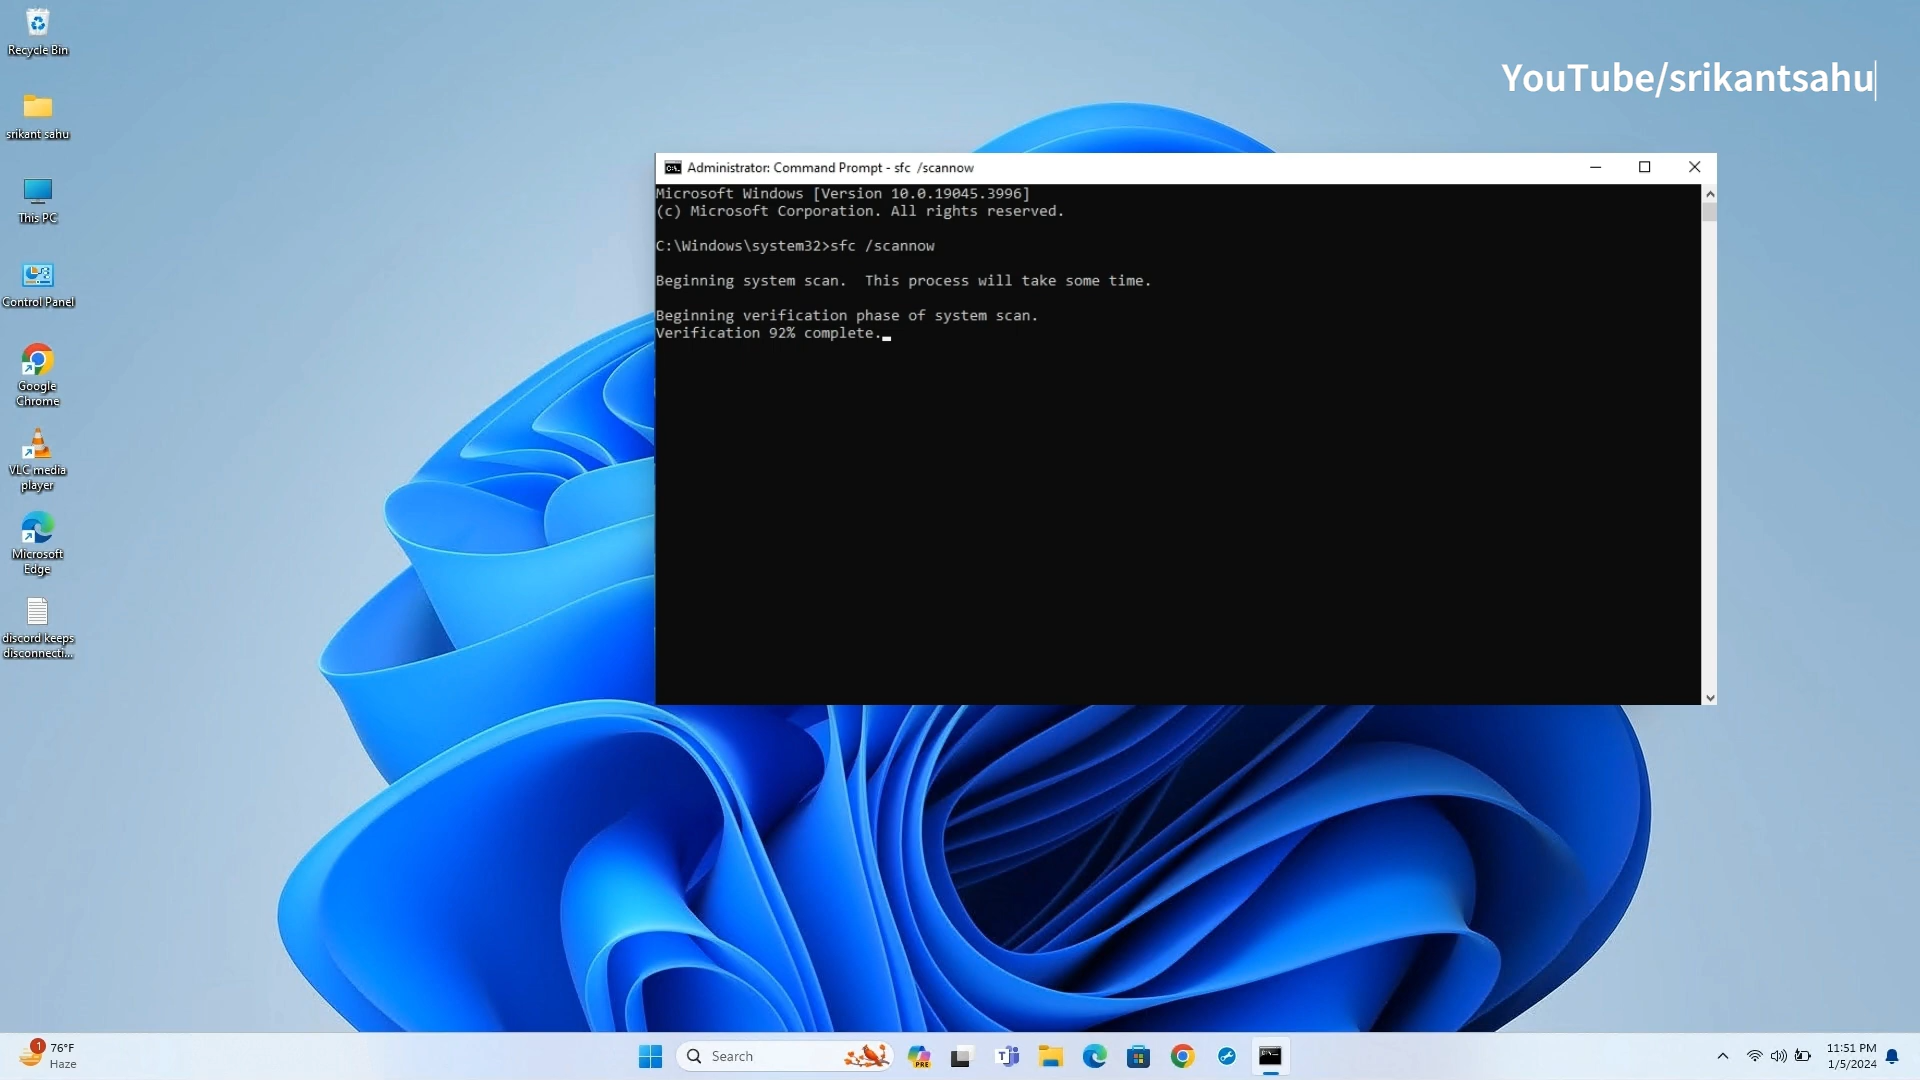 Recycle Bin
srikant sahu
This PC
Control Panel
Google
Chrome
VLC media
player
Microsoft
Edge
discord keeps
disconnecti...
YouTube/srikantsahu
Administrator: Command Prompt - sfc /scannow
Microsoft Windows [Version 10.0.19045.3996]
(c) Microsoft Corporation. All rights reserved.
C:\Windows\system32>sfc /scannow
Beginning system scan.  This process will take some time.
Beginning verification phase of system scan.
Verification 92% complete.
1
76°F
Haze
Search
PRE
11:51 PM
1/5/2024